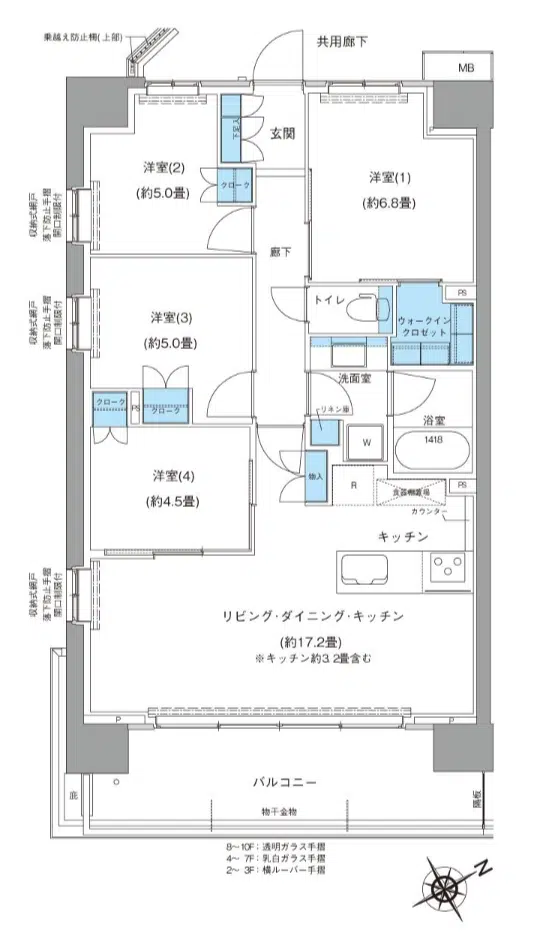 乗越え防止柵(上部)
共用廊下
MB
下足入
玄関
洋室(2)
(約5.0畳)
クローク
洋室(1)
(約6.8畳)
収納式網戸
落下防止手摺
開口制限付
廊下
トイレ
PS
ウォークイン
クロゼット
収納式網戸
落下防止手摺
開口制限付
洋室(3)
(約5.0畳)
洗面室
クローク
PS
クローク
リネン庫
W
浴室
1418
洋室(4)
(約4.5畳)
物入
R
食器棚置場
PS
カウンター
キッチン
収納式網戸
落下防止手摺
開口制限付
リビング・ダイニング・キッチン
(約17.2畳)
※キッチン約3.2畳含む
P
P
バルコニー
庇
物干金物
隔板
8〜10F:透明ガラス手摺
4〜 7F:乳白ガラス手摺
2〜 3F:横ルーバー手摺
N